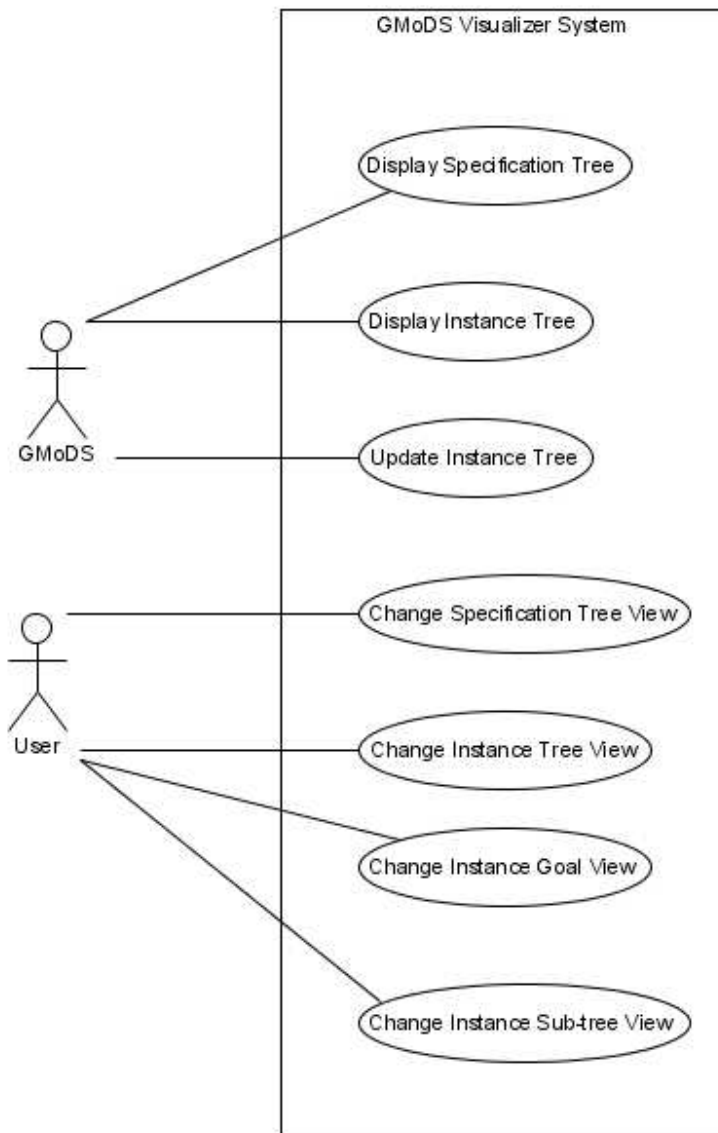 GMoDS Visualizer System
Display Specification Tree
Display Instance Tree
GMoDS
Update Instance Tree
Change Specification Tree View
User
Change Instance Tree View
Change Instance Goal View
Change Instance Sub-tree View